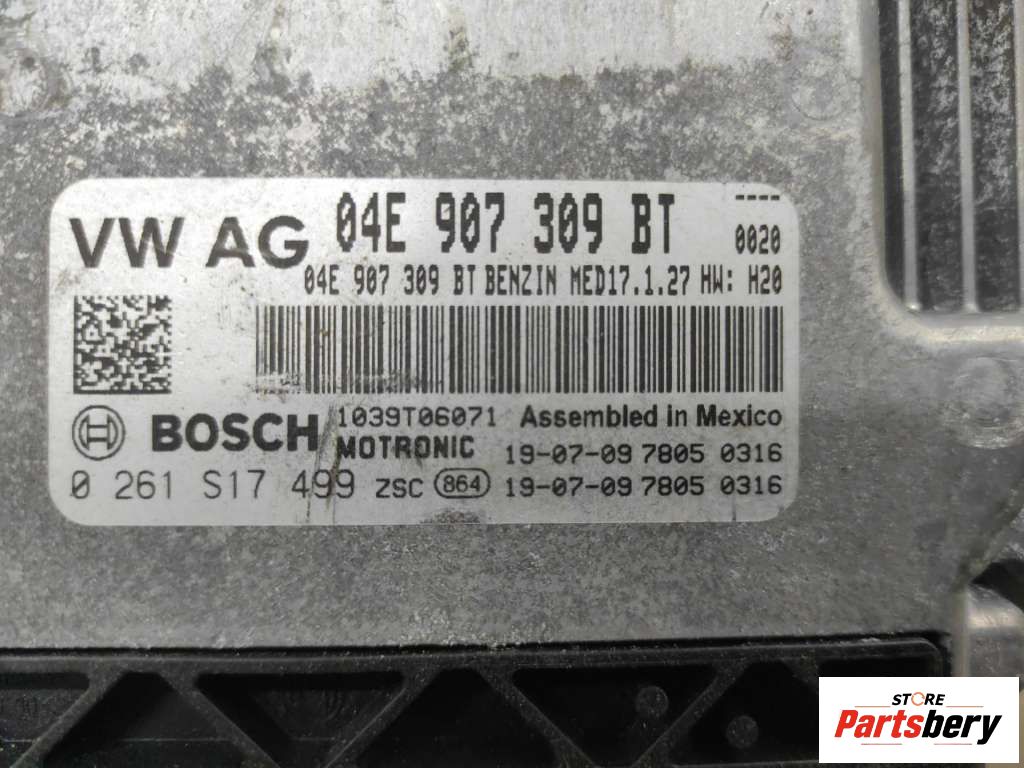 VW AG 04E 907 309 BT ----
0020
04E 907 309 BT BENZIN MED17.1.27 HW: H20
BOSCH 1039T06071 Assembled in Mexico
MOTRONIC 19-07-09 7805 0316
0 261 S17 499 ZSC 864 19-07-09 7805 0316
STORE
Partsbery